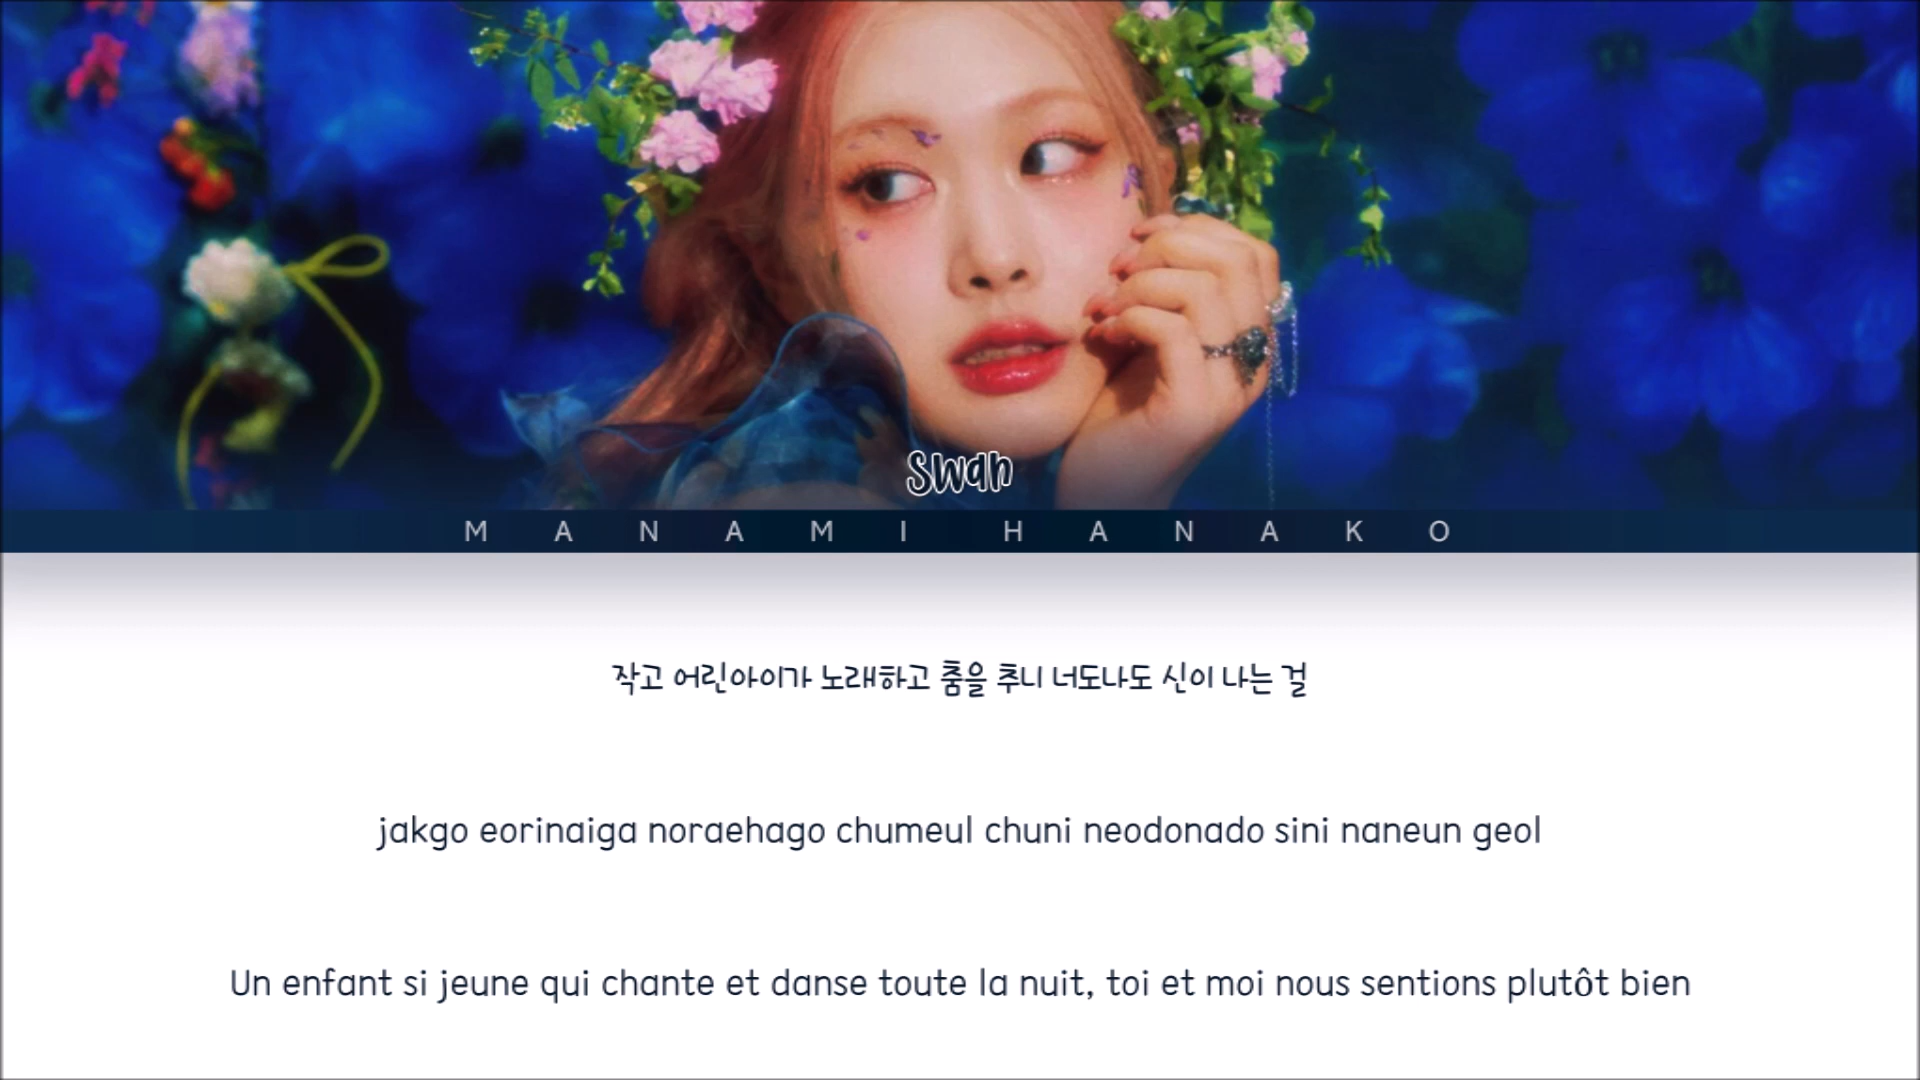 Swan
MANAMI HANAKO
작고 어린아이가 노래하고 춤을 추니 너도나도 신이 나는 걸
jakgo eorinaiga noraehago chumeul chuni neodonado sini naneun geol
Un enfant si jeune qui chante et danse toute la nuit, toi et moi nous sentions plutôt bien